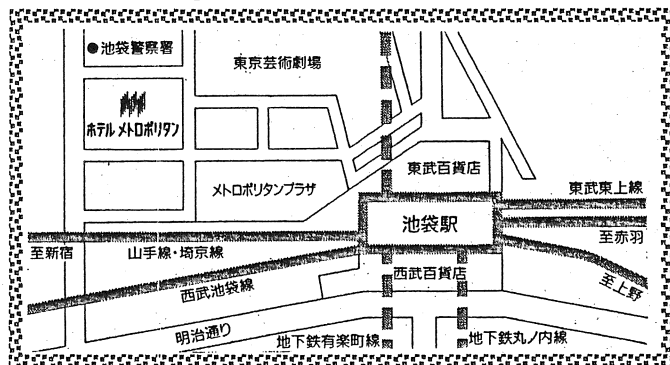 ●池袋警察署
東京芸術劇場
ホテル メトロポリタン
東武百貨店
メトロポリタンプラザ
東武東上線
池袋駅
至赤羽
至新宿
山手線・埼京線
西武百貨店
至上野
西武池袋線
明治通り
地下鉄有楽町線
地下鉄丸ノ内線